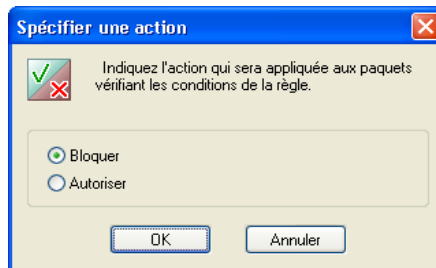 Spécifier une action
Indiquez l'action qui sera appliquée aux paquets
vérifiant les conditions de la règle.
Bloquer
Autoriser
OK
Annuler